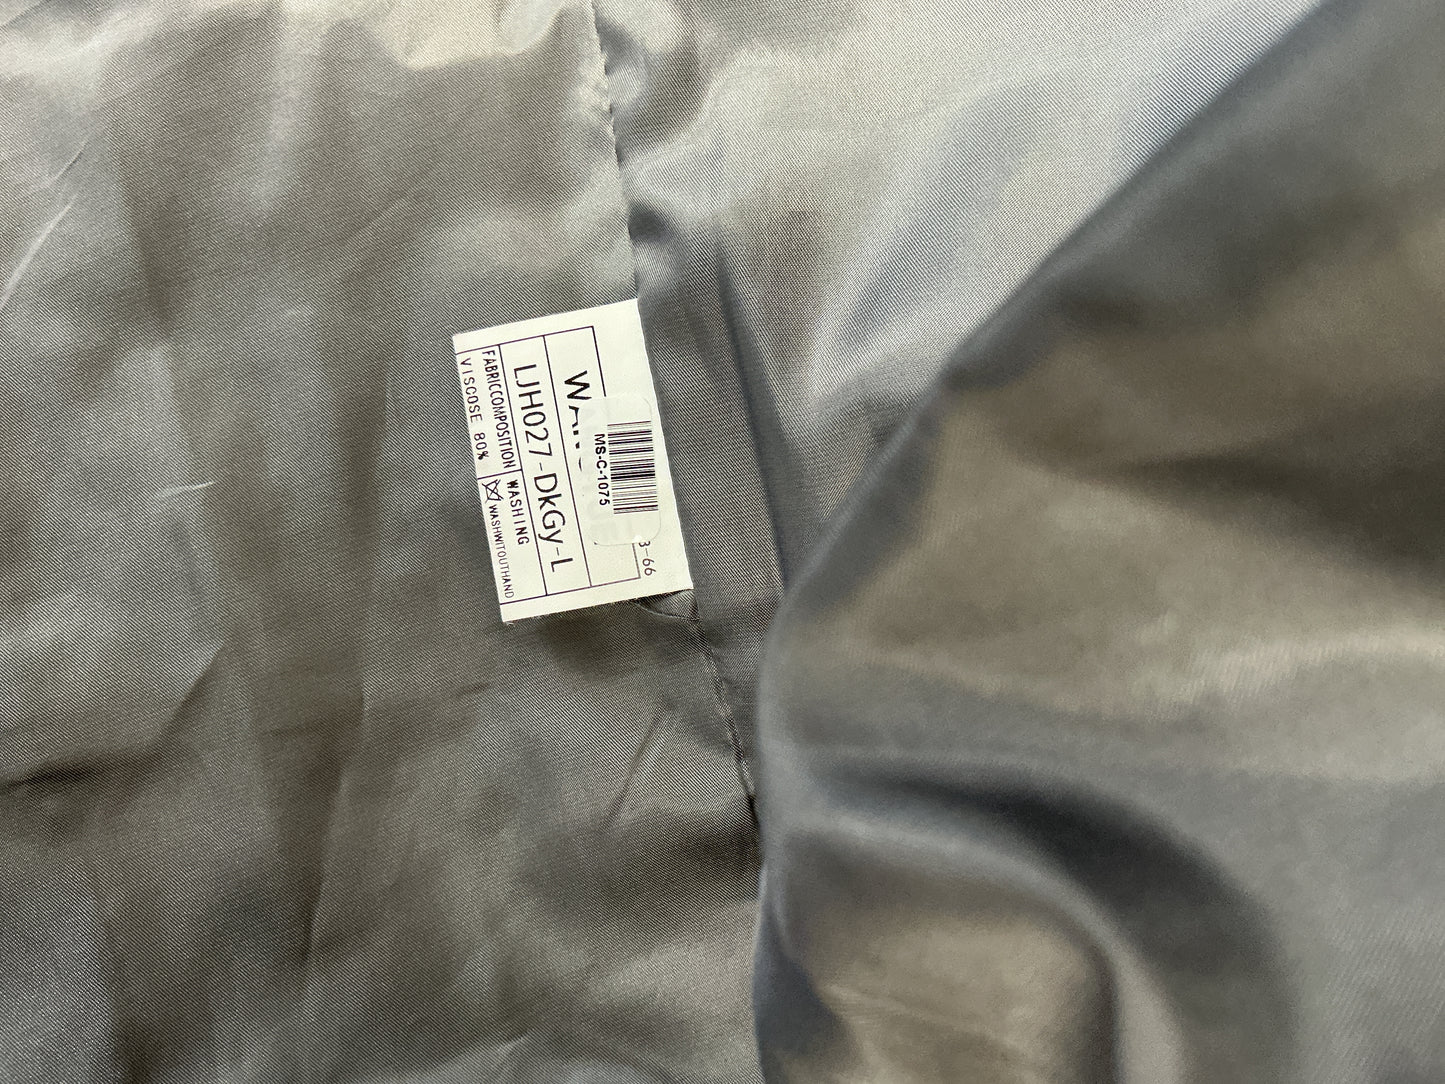 3-66
MS-C-1075
LJH027-DkGy-L
FABRICCOMPOSITION WASHING
VISCOSE 80% WASHWITOUTHAND